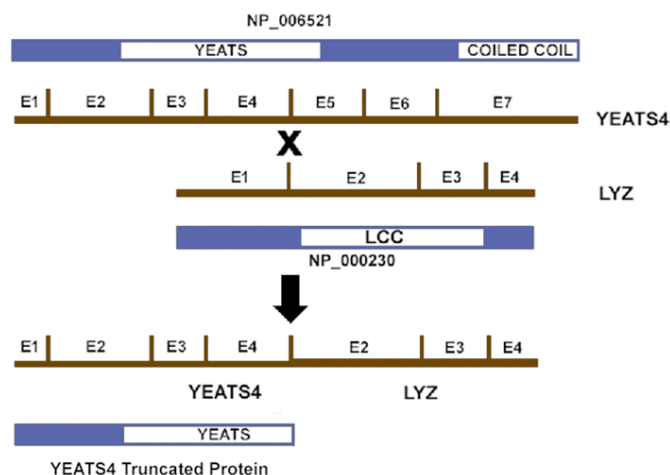 NP_006521
YEATS COILED COIL
E1 E2 E3 E4 E5 E6 E7
YEATS4
X
E1 E2 E3 E4
LYZ
LCC
NP_000230
E1 E2 E3 E4 E2 E3 E4
YEATS4 LYZ
YEATS
YEATS4 Truncated Protein